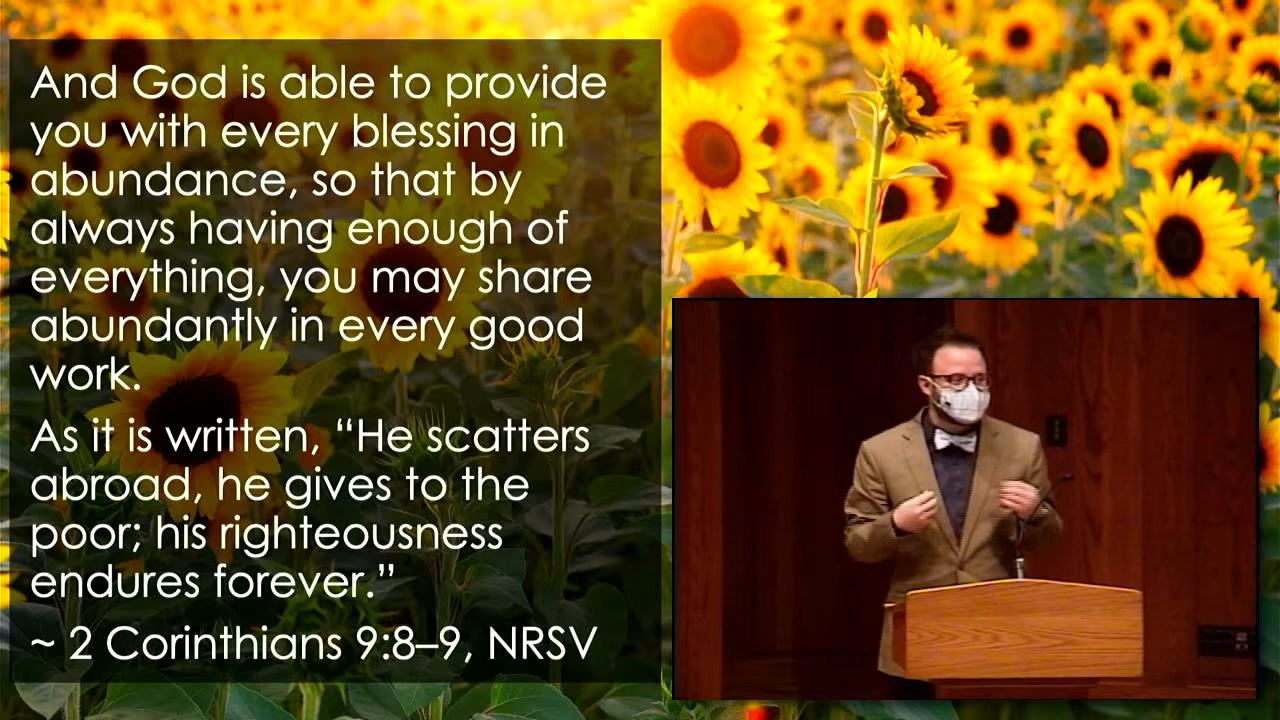 And God is able to provide
you with every blessing in
abundance, so that by
always having enough of
everything, you may share
abundantly in every good
work.
As it is written, “He scatters
abroad, he gives to the
poor; his righteousness
endures forever.”
~ 2 Corinthians 9:8–9, NRSV